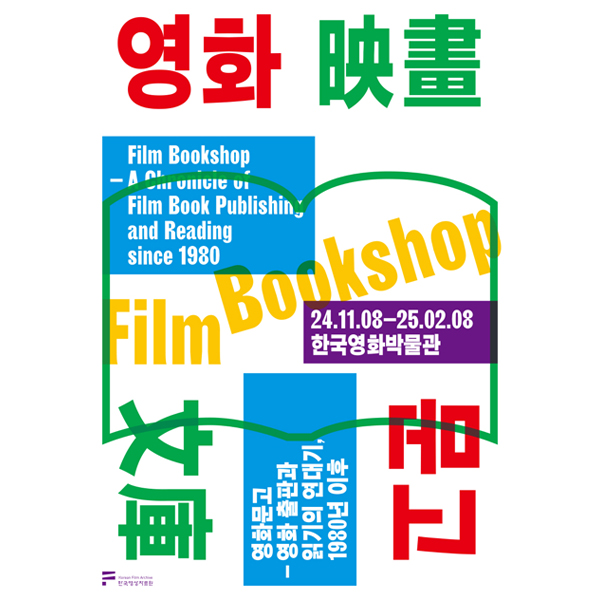 영화 映畫
Film Bookshop
– A Chronicle of
Film Book Publishing
and Reading
since 1980
Film Bookshop
24.11.08–25.02.08
한국영화박물관
文庫
영화문고
– 영화 출판과
읽기의 연대기,
1980년 이후
문고
Korean Film Archive
한국영상자료원